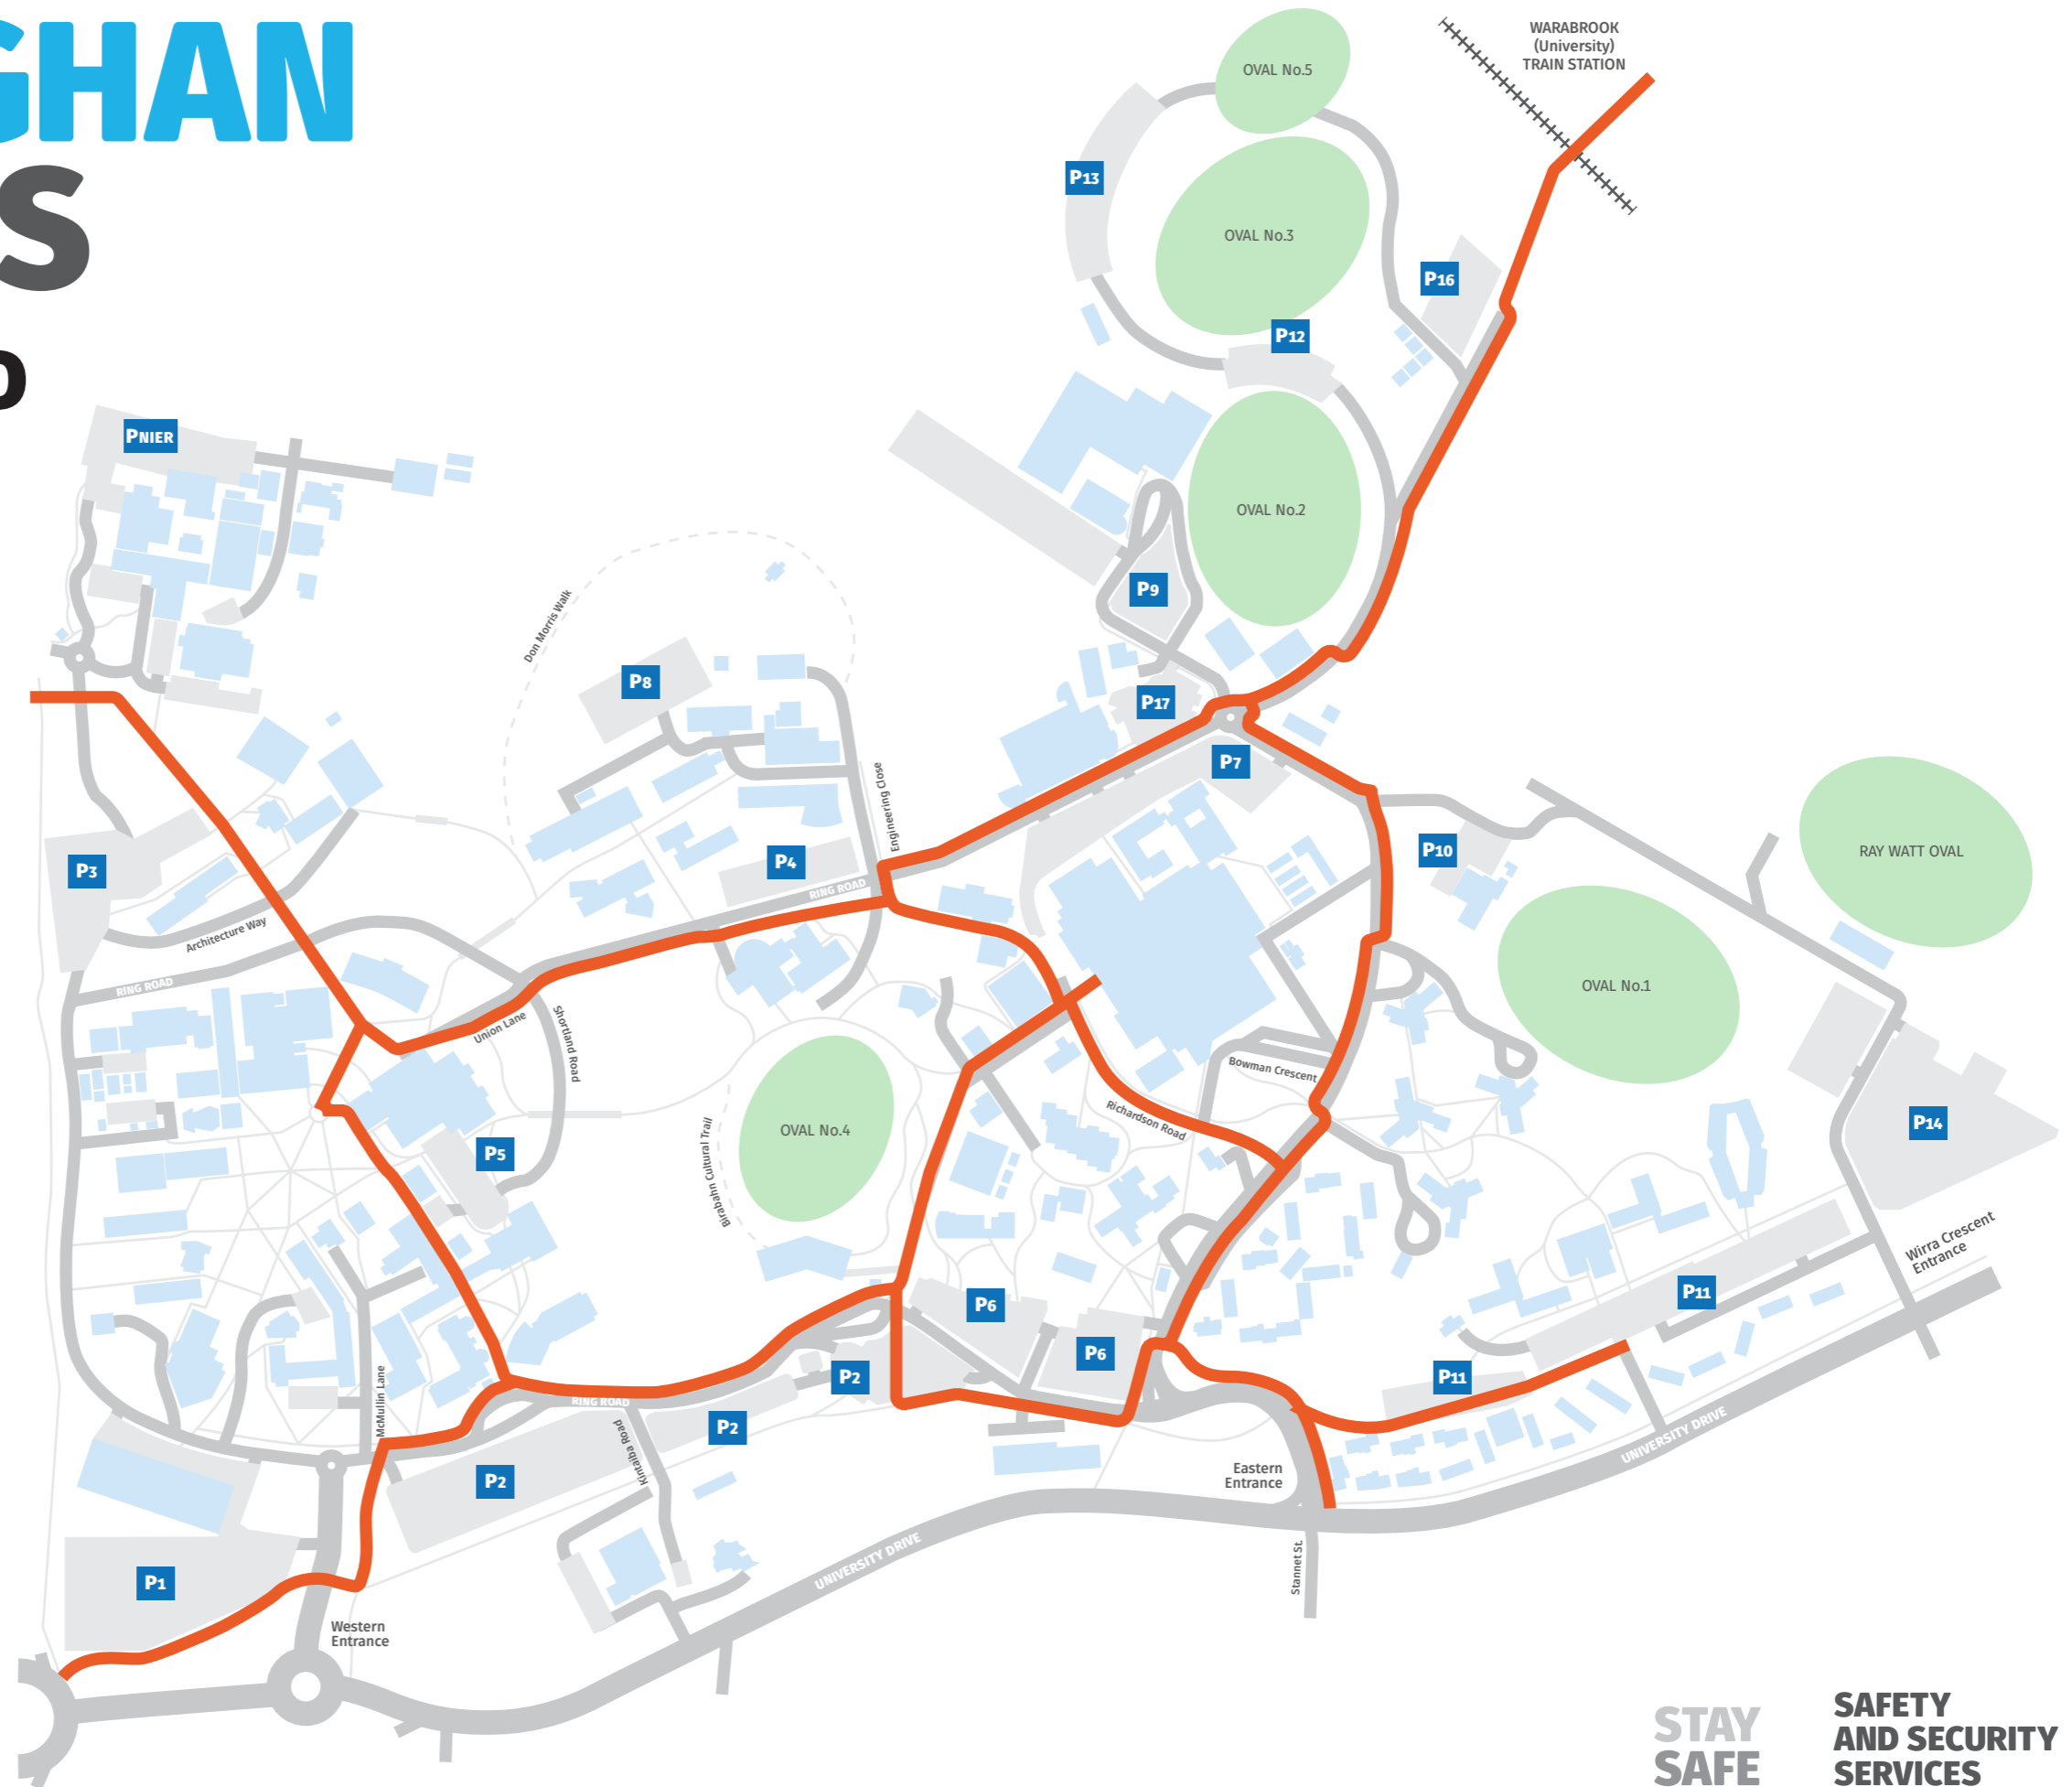 GHAN
S
P
WARABROOK
(University)
TRAIN STATION
OVAL No.5
P13
OVAL No.3
P16
P12
PNIER
OVAL No.2
P9
Don Morris Walk
P8
P17
P7
Engineering Close
P10
RAY WATT OVAL
P4
P3
RING ROAD
Architecture Way
OVAL No.1
RING ROAD
Union Lane
Shortland Road
Bowman Crescent
Richardson Road
OVAL No.4
P14
P5
Birabahn Cultural Trail
Wirra Crescent
Entrance
P11
P6
P6
P2
P11
McMullin Lane
RING ROAD
P2
Kintaiba Road
UNIVERSITY DRIVE
P2
Eastern
Entrance
UNIVERSITY DRIVE
Stannet St.
P1
Western
Entrance
STAY
SAFE
SAFETY
AND SECURITY
SERVICES